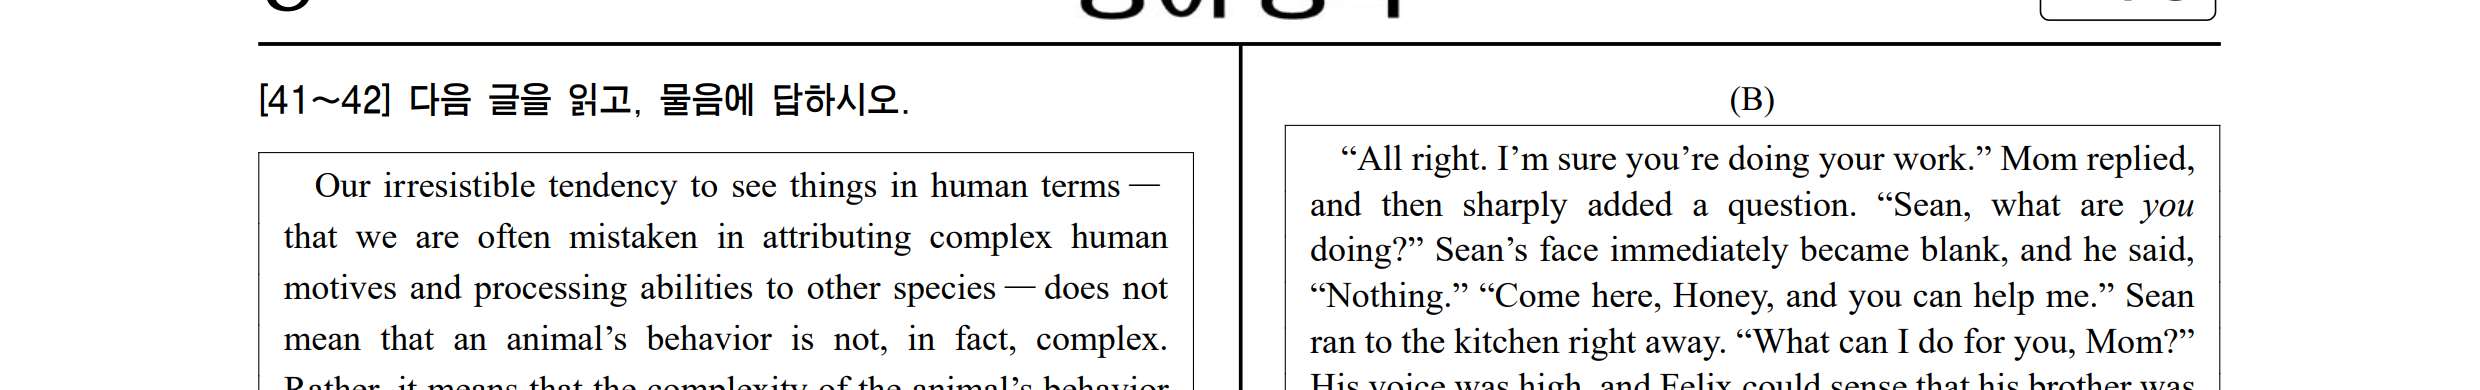 [41~42] 다음 글을 읽고, 물음에 답하시오.
Our irresistible tendency to see things in human terms —
that we are often mistaken in attributing complex human
motives and processing abilities to other species — does not
mean that an animal’s behavior is not, in fact, complex.
Rather, it means that the complexity of the animal’s behavior
(B)
“All right. I’m sure you’re doing your work.” Mom replied,
and then sharply added a question. “Sean, what are you
doing?” Sean’s face immediately became blank, and he said,
“Nothing.” “Come here, Honey, and you can help me.” Sean
ran to the kitchen right away. “What can I do for you, Mom?”
His voice was high, and Felix could sense that his brother was